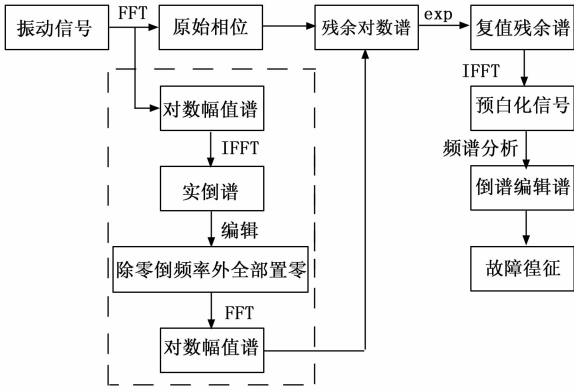 振动信号
FFT
原始相位
残余对数谱
exp
复值残余谱
IFFT
对数幅值谱
预白化信号
IFFT
频谱分析
实倒谱
倒谱编辑谱
编辑
除零倒频率外全部置零
故障徨征
FFT
对数幅值谱